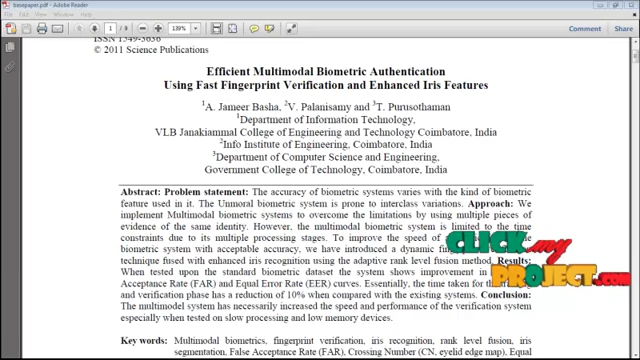 basepaper.pdf - Adobe Reader
File Edit View Window Help
1 / 9 139% Comment Share
ISSN 1549-3636
© 2011 Science Publications
Efficient Multimodal Biometric Authentication
Using Fast Fingerprint Verification and Enhanced Iris Features
1A. Jameer Basha, 2V. Palanisamy and 3T. Purusothaman
1Department of Information Technology,
VLB Janakiammal College of Engineering and Technology Coimbatore, India
2Info Institute of Engineering, Coimbatore, India
3Department of Computer Science and Engineering,
Government College of Technology, Coimbatore, India
Abstract: Problem statement: The accuracy of biometric systems varies with the kind of biometric
feature used in it. The Unmoral biometric system is prone to interclass variations. Approach: We
implement Multimodal biometric systems to overcome the limitations by using multiple pieces of
evidence of the same identity. However, the multimodal biometric system is limited to the time
constraints due to its multiple processing stages. To improve the speed of
biometric system with acceptable accuracy, we have introduced a dynamic
technique fused with enhanced iris recognition using the adaptive rank level fusion method. Results:
When tested upon the standard biometric dataset the system shows improvement in
Acceptance Rate (FAR) and Equal Error Rate (EER) curves. Essentially, the time taken for the
and verification phase has a reduction of 10% when compared with the existing systems. Conclusion:
The multimodal system has necessarily increased the speed and performance of the verification system
especially when tested on slow processing and low memory devices.
Key words: Multimodal biometrics, fingerprint verification, iris recognition, rank level fusion, iris
segmentation, False Acceptance Rate (FAR), Crossing Number (CN, eyelid edge map), Equal
CLICK my
PROJECT.COM